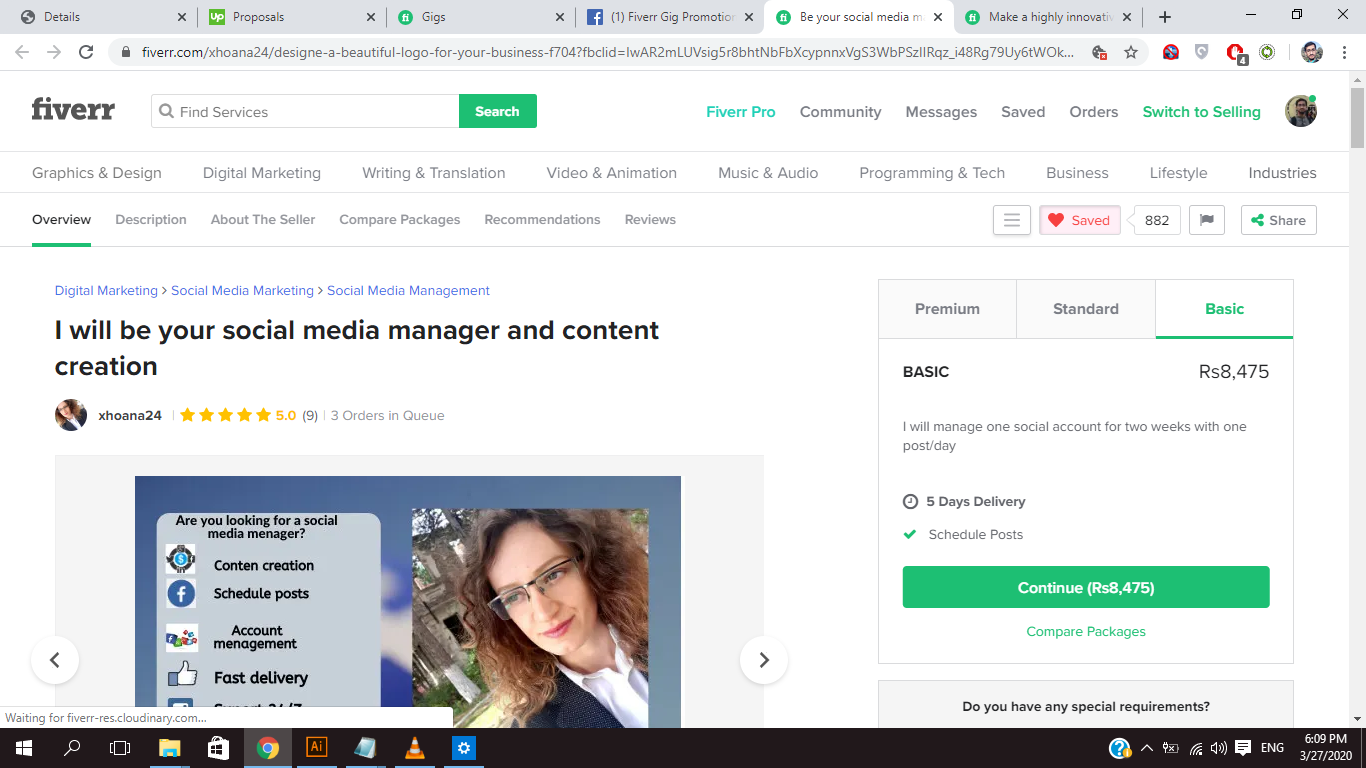 Details
Proposals
Gigs
(1) Fiverr Gig Promotion
Be your social media m
Make a highly innovativ
fiverr.com/xhoana24/designe-a-beautiful-logo-for-your-business-f704?fbclid=IwAR2mLUVsig5r8bhtNbFbXcypnnxVgS3WbPSzlIRqz_i48Rg79Uy6tWOk...
4
fiverr
Find Services
Search
Fiverr Pro
Community
Messages
Saved
Orders
Switch to Selling
Graphics & Design
Digital Marketing
Writing & Translation
Video & Animation
Music & Audio
Programming & Tech
Business
Lifestyle
Industries
Overview
Description
About The Seller
Compare Packages
Recommendations
Reviews
Saved
882
Share
Digital Marketing > Social Media Marketing > Social Media Management
I will be your social media manager and content
creation
xhoana24
5.0 (9) | 3 Orders in Queue
Are you looking for a social
media menager?
Conten creation
Schedule posts
Account
menagement
Fast delivery
Premium
Standard
Basic
BASIC
Rs8,475
I will manage one social account for two weeks with one
post/day
5 Days Delivery
Schedule Posts
Continue (Rs8,475)
Compare Packages
Do you have any special requirements?
Waiting for fiverr-res.cloudinary.com...
ENG
6:09 PM
3/27/2020